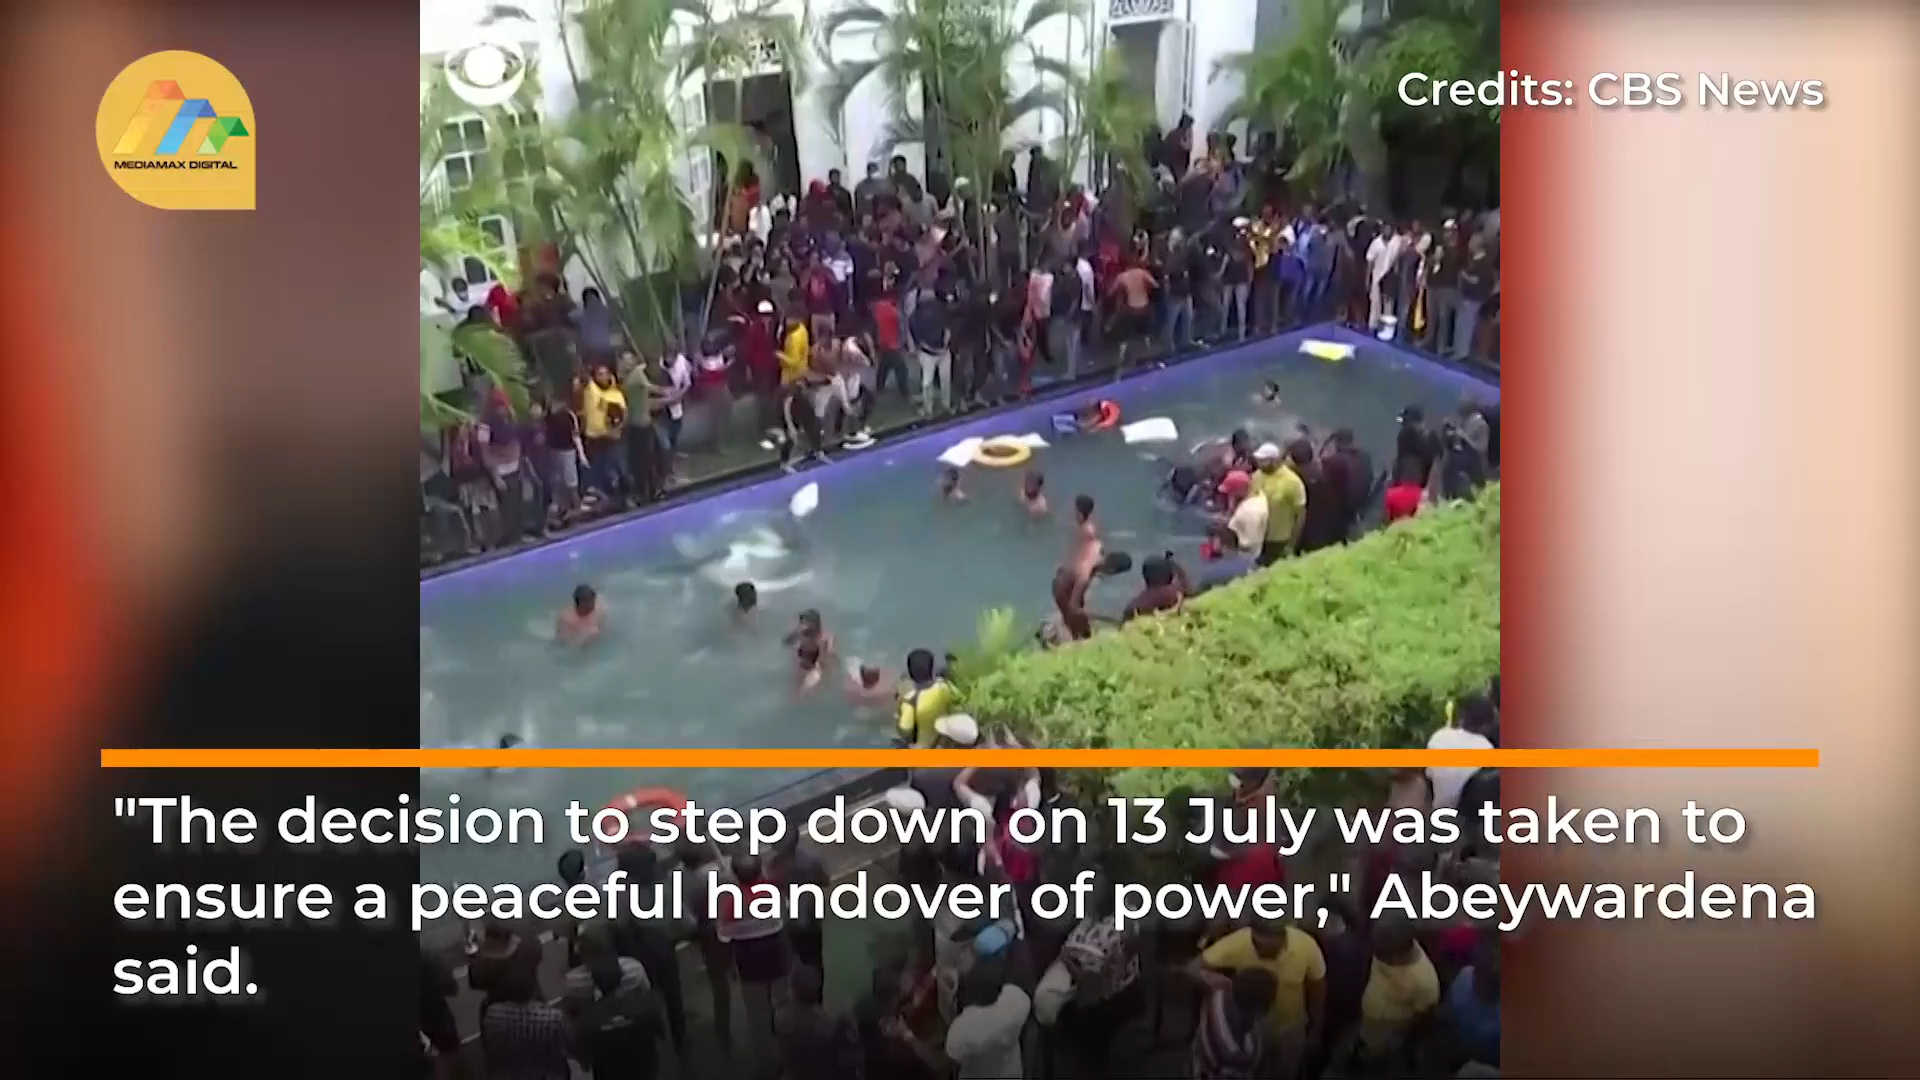 MEDIAMAX DIGITAL
Credits: CBS News
"The decision to step down on 13 July was taken to
ensure a peaceful handover of power," Abeywardena
said.